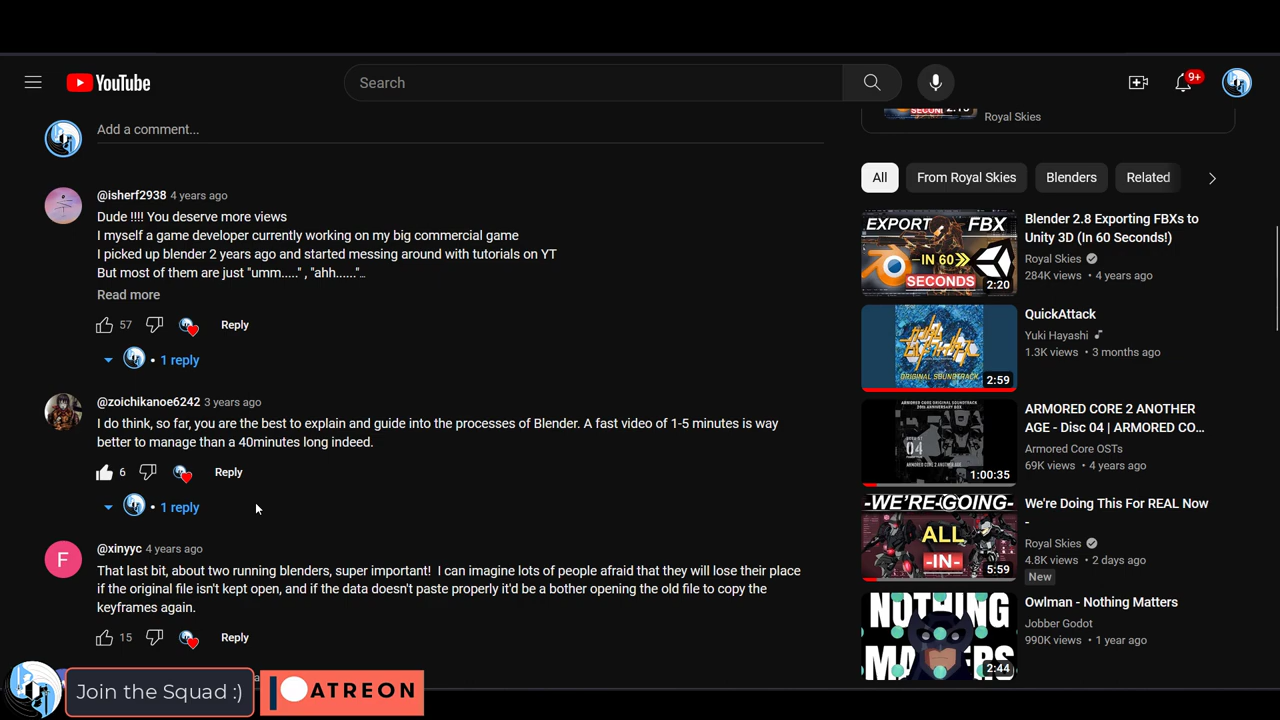 YouTube
Search
9+
Add a comment...
@isherf2938 4 years ago
Dude !!!! You deserve more views
I myself a game developer currently working on my big commercial game
I picked up blender 2 years ago and started messing around with tutorials on YT
But most of them are just "umm....." , "ahh......"...
Read more
57
Reply
1 reply
@zoichikanoe6242 3 years ago
I do think, so far, you are the best to explain and guide into the processes of Blender. A fast video of 1-5 minutes is way
better to manage than a 40minutes long indeed.
6
Reply
1 reply
F
@xinyyc 4 years ago
That last bit, about two running blenders, super important! I can imagine lots of people afraid that they will lose their place
if the original file isn't kept open, and if the data doesn't paste properly it'd be a bother opening the old file to copy the
keyframes again.
15
Reply
Join the Squad :)
PATREON
Royal Skies
All
From Royal Skies
Blenders
Related
EXPORT FBX
-IN 60
SECONDS
2:20
Blender 2.8 Exporting FBXs to
Unity 3D (In 60 Seconds!)
Royal Skies
284K views • 4 years ago
ORIGINAL SOUNDTRACK
2:59
QuickAttack
Yuki Hayashi
1.3K views • 3 months ago
ARMORED CORE ORIGINAL SOUNDTRACK
04
1:00:35
ARMORED CORE 2 ANOTHER
AGE - Disc 04 | ARMORED CO...
Armored Core OSTs
69K views • 4 years ago
-WE'RE-GOING-
ALL
-IN-
5:59
We're Doing This For REAL Now
-
Royal Skies
4.8K views • 2 days ago
New
NOTHING
2:44
Owlman - Nothing Matters
Jobber Godot
990K views • 1 year ago